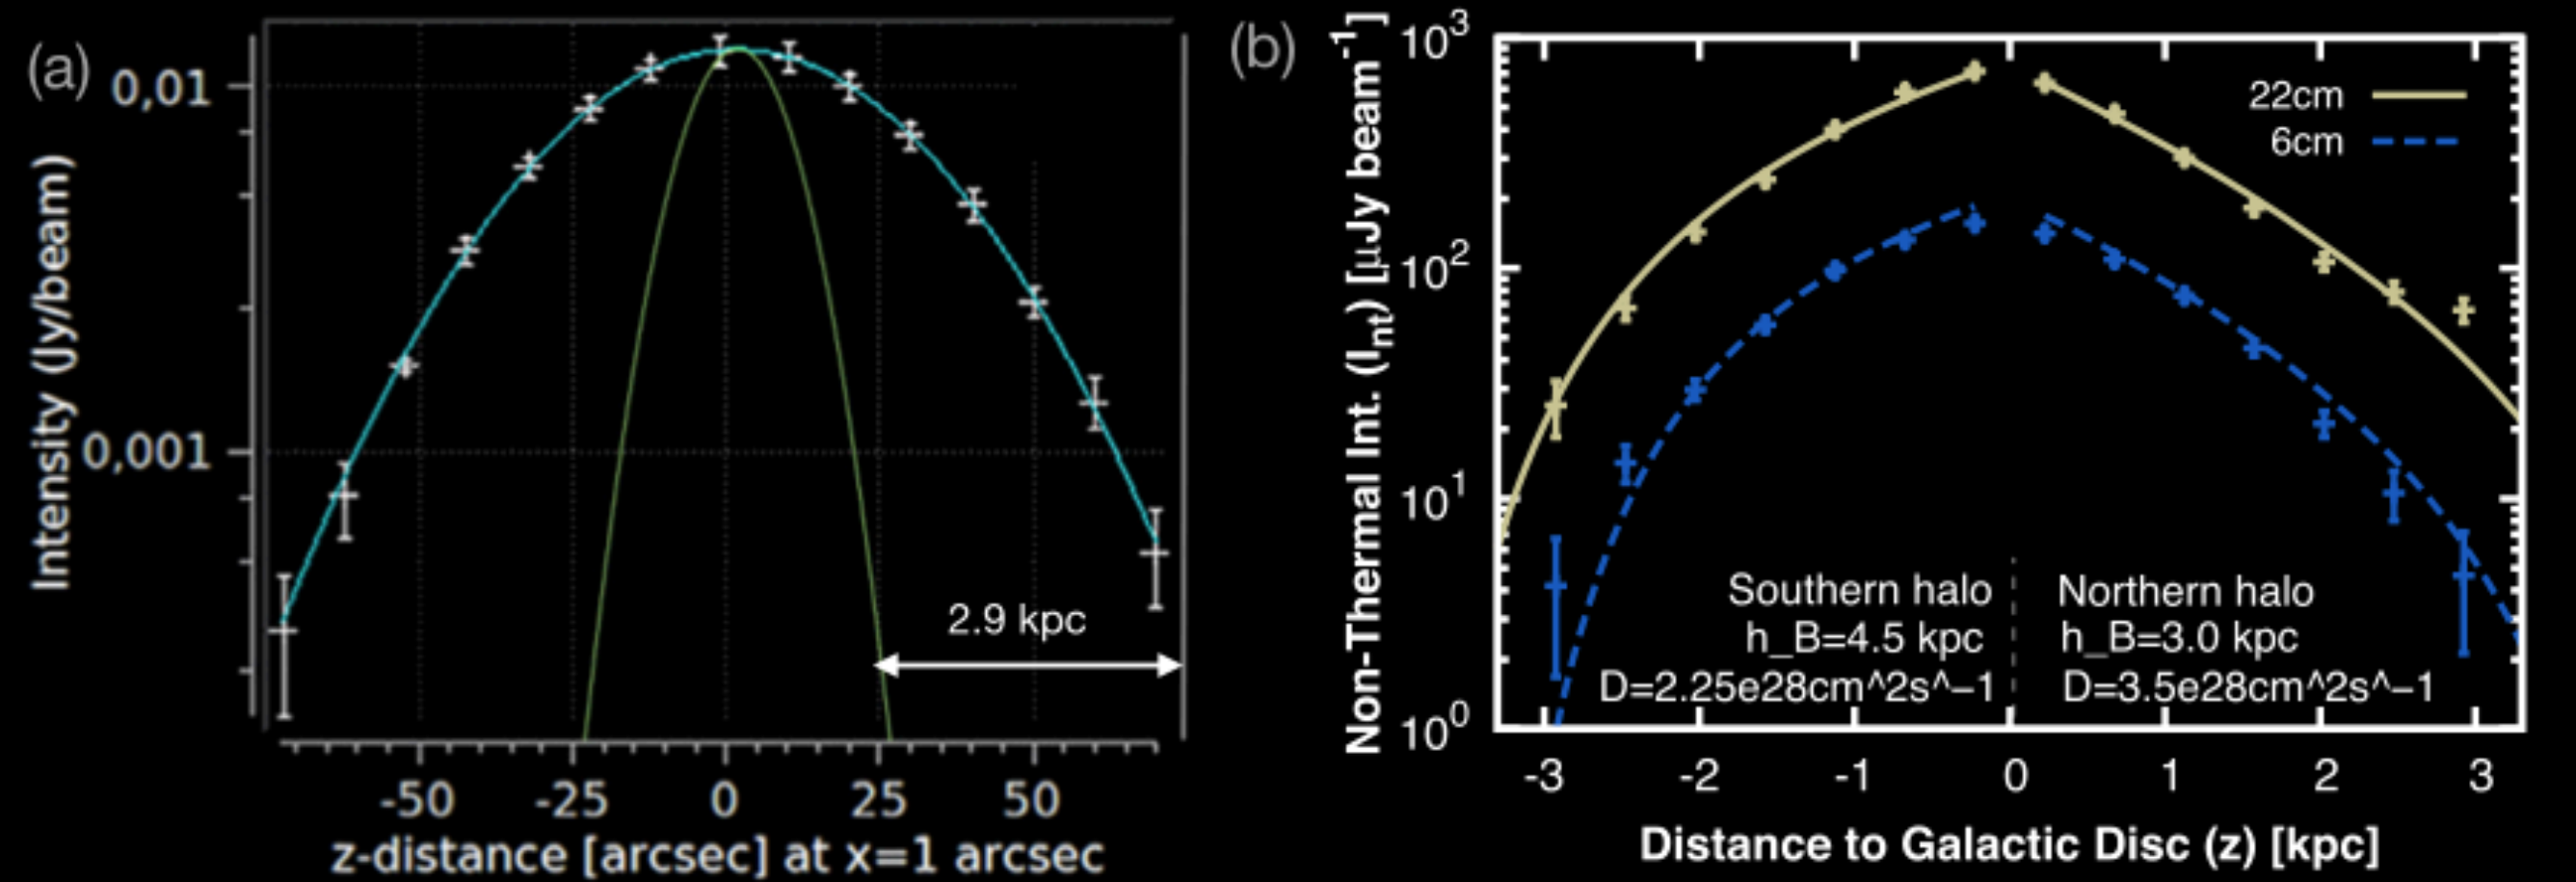 (a)
Intensity (Jy/beam)
0,01
0,001
2.9 kpc
-50 -25 0 25 50
z-distance [arcsec] at x=1 arcsec
(b)
Non-Thermal Int. (I_nt) [μJy beam⁻¹]
10³
10²
10¹
10⁰
22cm
6cm
Southern halo
h_B=4.5 kpc
D=2.25e28cm^2s^−1
Northern halo
h_B=3.0 kpc
D=3.5e28cm^2s^−1
-3 -2 -1 0 1 2 3
Distance to Galactic Disc (z) [kpc]